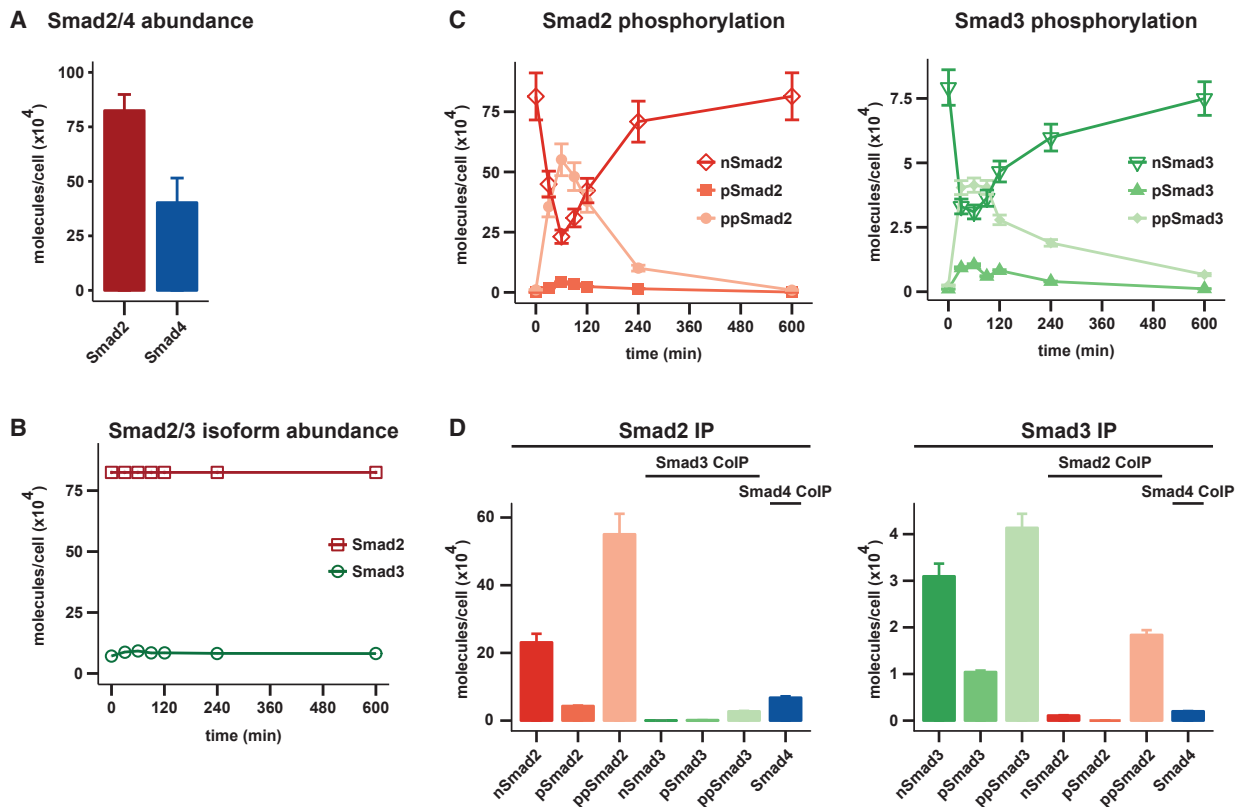 A Smad2/4 abundance
molecules/cell (x10⁴)
100
75
50
25
0
Smad2
Smad4
B Smad2/3 isoform abundance
molecules/cell (x10⁴)
75
25
0
Smad2
Smad3
0 120 240 360 480 600
time (min)
C Smad2 phosphorylation
molecules/cell (x10⁴)
75
50
25
0
nSmad2
pSmad2
ppSmad2
0 120 240 360 480 600
time (min)
Smad3 phosphorylation
molecules/cell (x10⁴)
7.5
5
2.5
0
nSmad3
pSmad3
ppSmad3
0 120 240 360 480 600
time (min)
D Smad2 IP
Smad3 CoIP
Smad4 CoIP
molecules/cell (x10⁴)
60
40
20
0
nSmad2
pSmad2
ppSmad2
nSmad3
pSmad3
ppSmad3
Smad4
Smad3 IP
Smad2 CoIP
Smad4 CoIP
molecules/cell (x10⁴)
4
3
2
1
0
nSmad3
pSmad3
ppSmad3
nSmad2
pSmad2
ppSmad2
Smad4